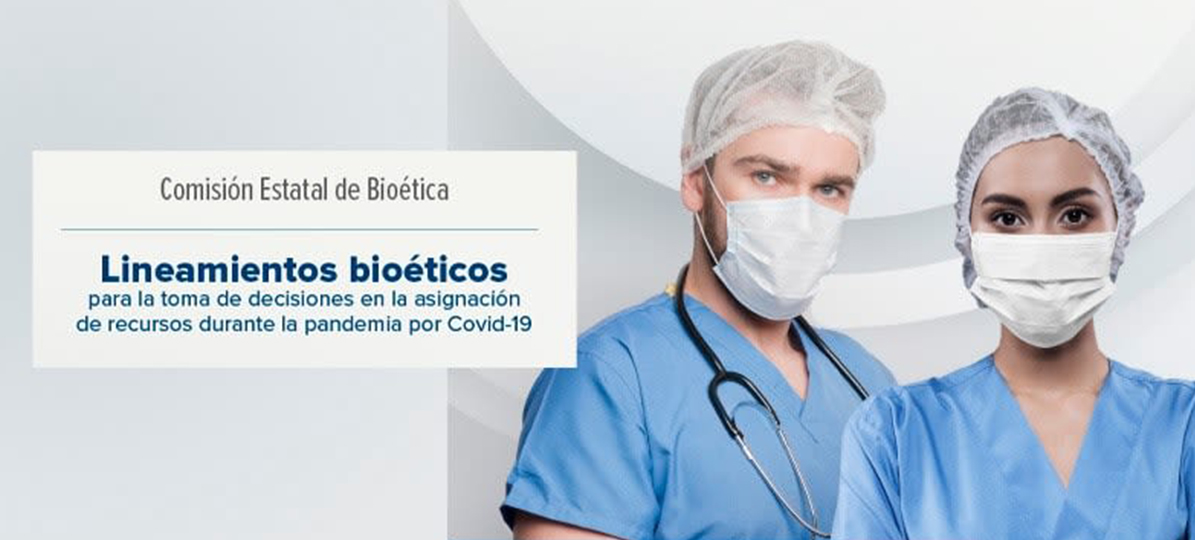 Comisión Estatal de Bioética
Lineamientos bioéticos
para la toma de decisiones en la asignación
de recursos durante la pandemia por Covid-19